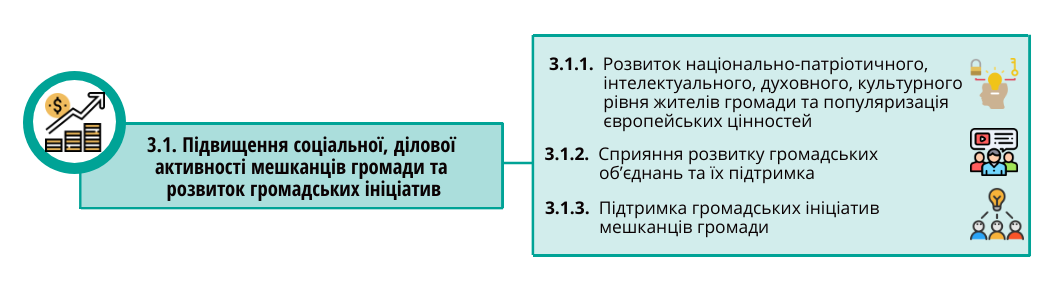 3.1. Підвищення соціальної, ділової
активності мешканців громади та
розвиток громадських ініціатив
3.1.1. Розвиток національно-патріотичного,
інтелектуального, духовного, культурного
рівня жителів громади та популяризація
європейських цінностей
3.1.2. Сприяння розвитку громадських
об’єднань та їх підтримка
3.1.3. Підтримка громадських ініціатив
мешканців громади